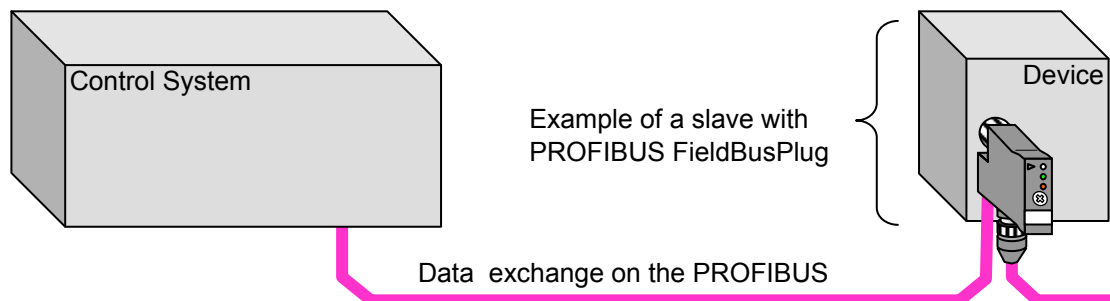 Control System
Device
Example of a slave with
PROFIBUS FieldBusPlug
Data exchange on the PROFIBUS